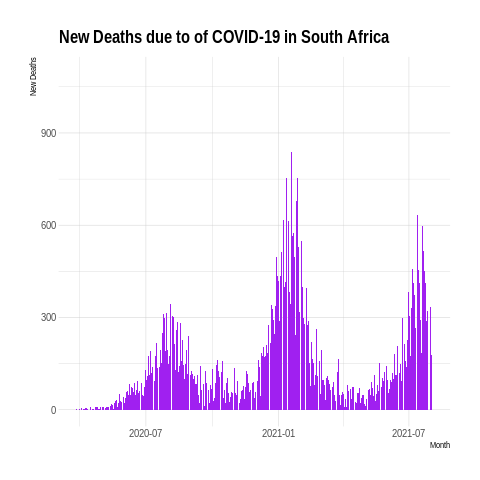 New Deaths due to of COVID-19 in South Africa
New Deaths
900
600
300
0
2020-07 2021-01 2021-07
Month